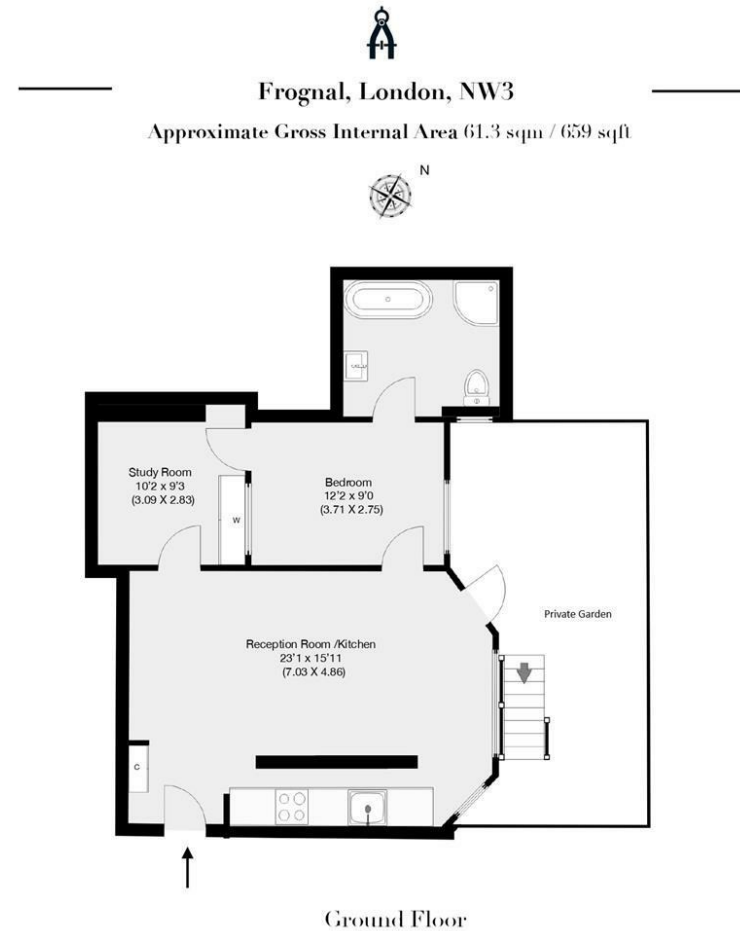 Frognal, London, NW3
Approximate Gross Internal Area 61.3 sqm / 659 sqft
N
Study Room
10'2 x 9'3
(3.09 X 2.83)
W
Bedroom
12'2 x 9'0
(3.71 X 2.75)
Private Garden
Reception Room /Kitchen
23'1 x 15'11
(7.03 X 4.86)
C
Ground Floor